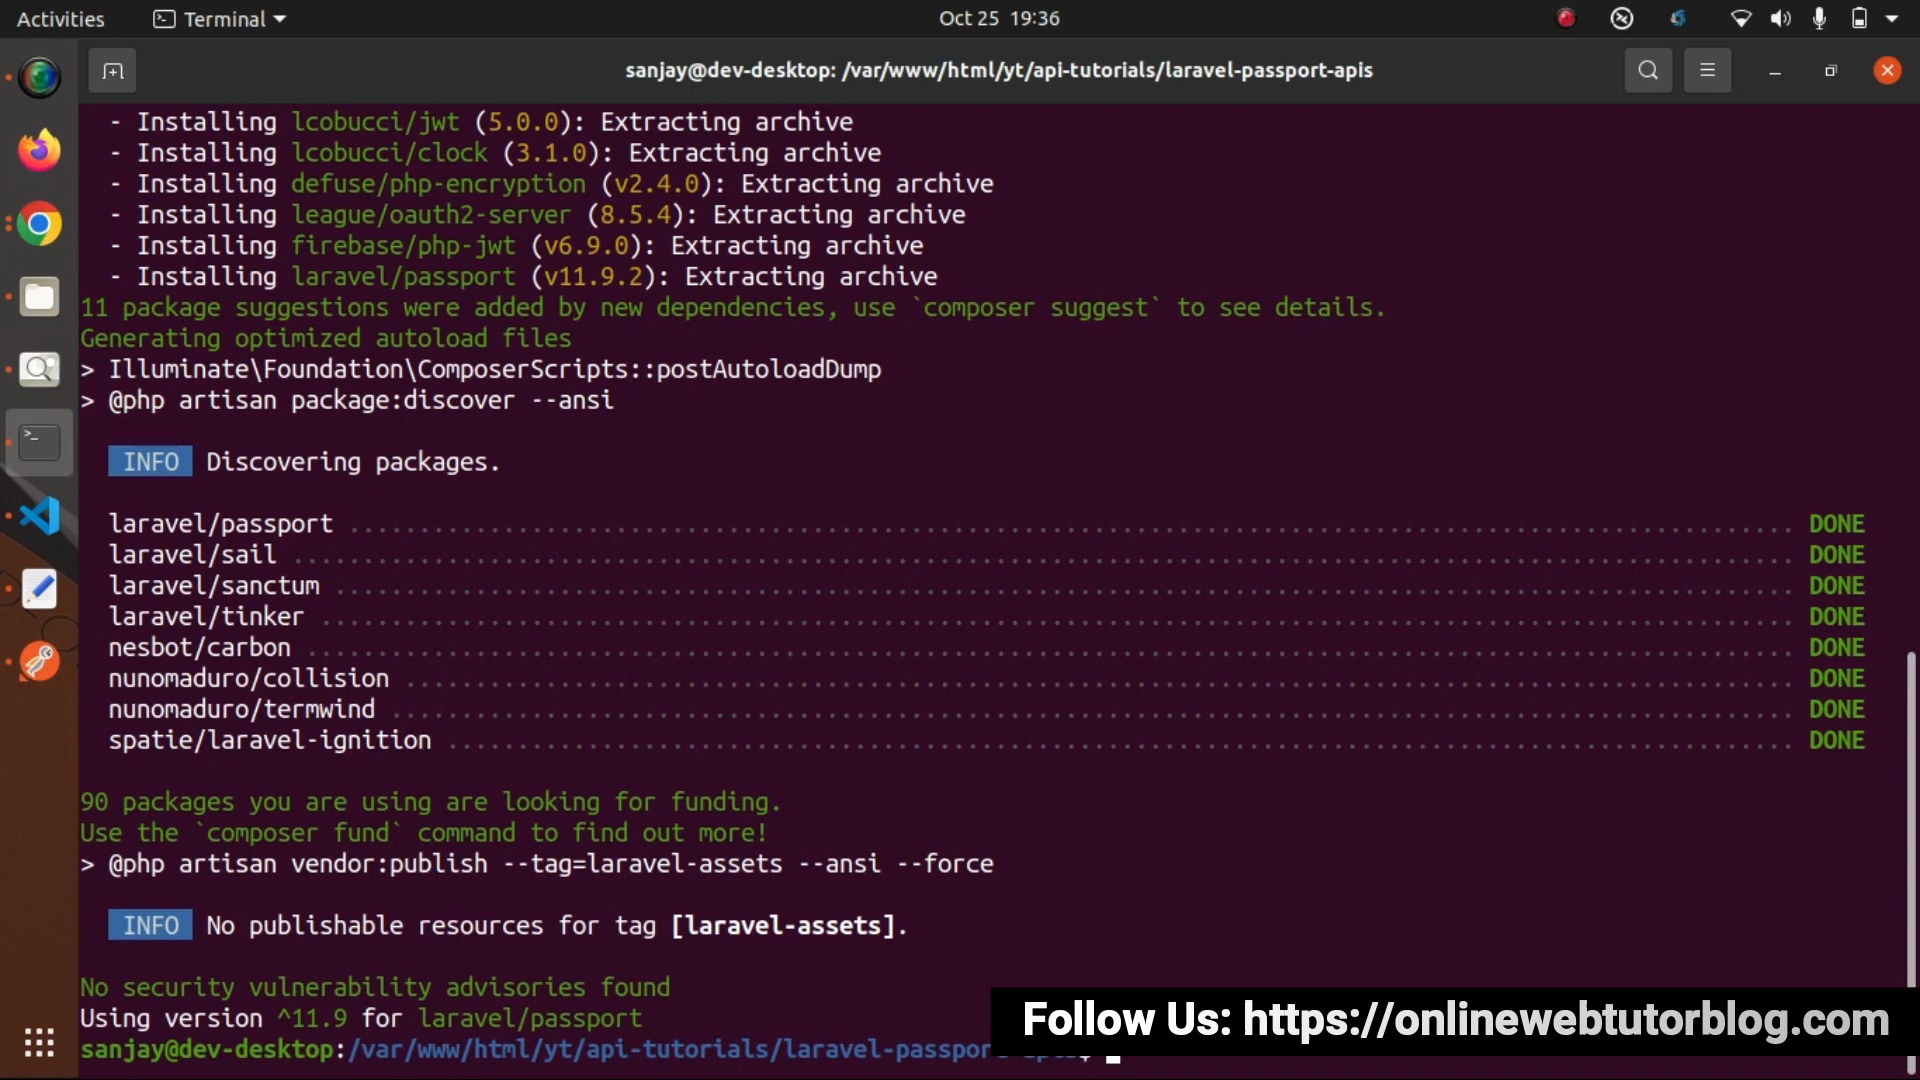 Activities Terminal Oct 25 19:36
sanjay@dev-desktop: /var/www/html/yt/api-tutorials/laravel-passport-apis
- Installing lcobucci/jwt (5.0.0): Extracting archive
- Installing lcobucci/clock (3.1.0): Extracting archive
- Installing defuse/php-encryption (v2.4.0): Extracting archive
- Installing league/oauth2-server (8.5.4): Extracting archive
- Installing firebase/php-jwt (v6.9.0): Extracting archive
- Installing laravel/passport (v11.9.2): Extracting archive
11 package suggestions were added by new dependencies, use `composer suggest` to see details.
Generating optimized autoload files
> Illuminate\Foundation\ComposerScripts::postAutoloadDump
> @php artisan package:discover --ansi
INFO Discovering packages.
laravel/passport DONE
laravel/sail DONE
laravel/sanctum DONE
laravel/tinker DONE
nesbot/carbon DONE
nunomaduro/collision DONE
nunomaduro/termwind DONE
spatie/laravel-ignition DONE
90 packages you are using are looking for funding.
Use the `composer fund` command to find out more!
> @php artisan vendor:publish --tag=laravel-assets --ansi --force
INFO No publishable resources for tag [laravel-assets].
No security vulnerability advisories found
Using version ^11.9 for laravel/passport
Follow Us: https://onlinewebtutorblog.com
sanjay@dev-desktop:/var/www/html/yt/api-tutorials/laravel-passpor